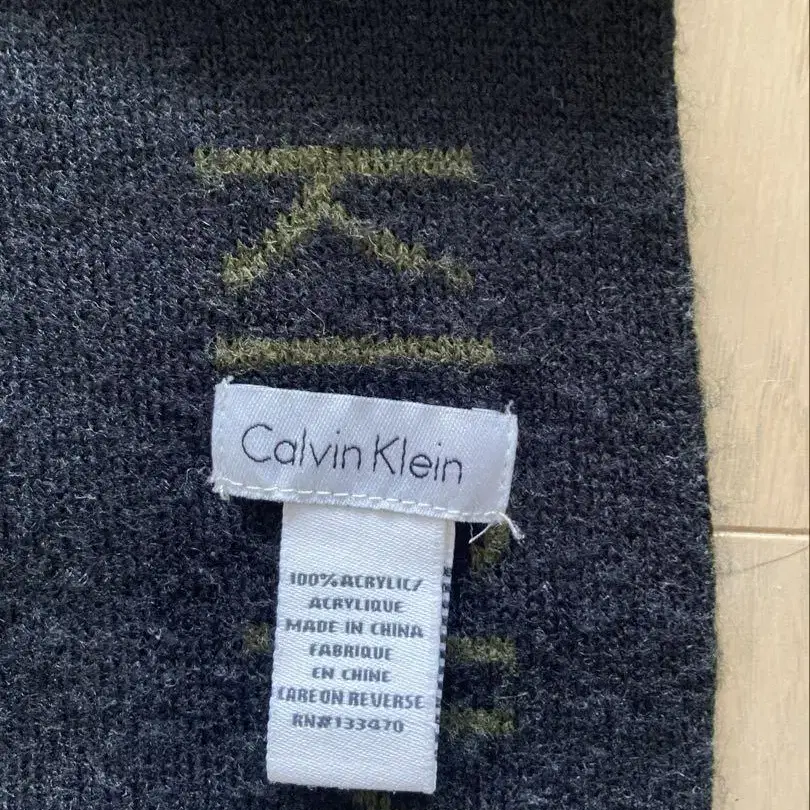 K
Calvin Klein
100% ACRYLIC/
ACRYLIQUE
MADE IN CHINA
FABRIQUE
EN CHINE
CARE ON REVERSE
RN#133470